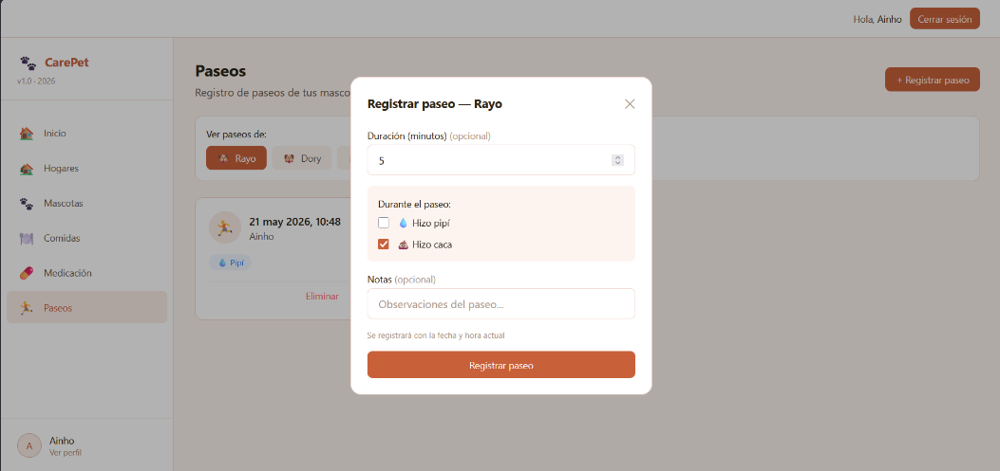 Hola, Ainho
Cerrar sesión
CarePet
v1.0 - 2026
Inicio
Hogares
Mascotas
Comidas
Medicación
Paseos
A
Ainho
Ver perfil
Paseos
Registro de paseos de tus masco
+ Registrar paseo
Ver paseos de:
Rayo
Dory
21 may 2026, 10:48
Ainho
Pipí
Eliminar
Registrar paseo — Rayo
Duración (minutos) (opcional)
5
Durante el paseo:
Hizo pipí
Hizo caca
Notas (opcional)
Observaciones del paseo...
Se registrará con la fecha y hora actual
Registrar paseo